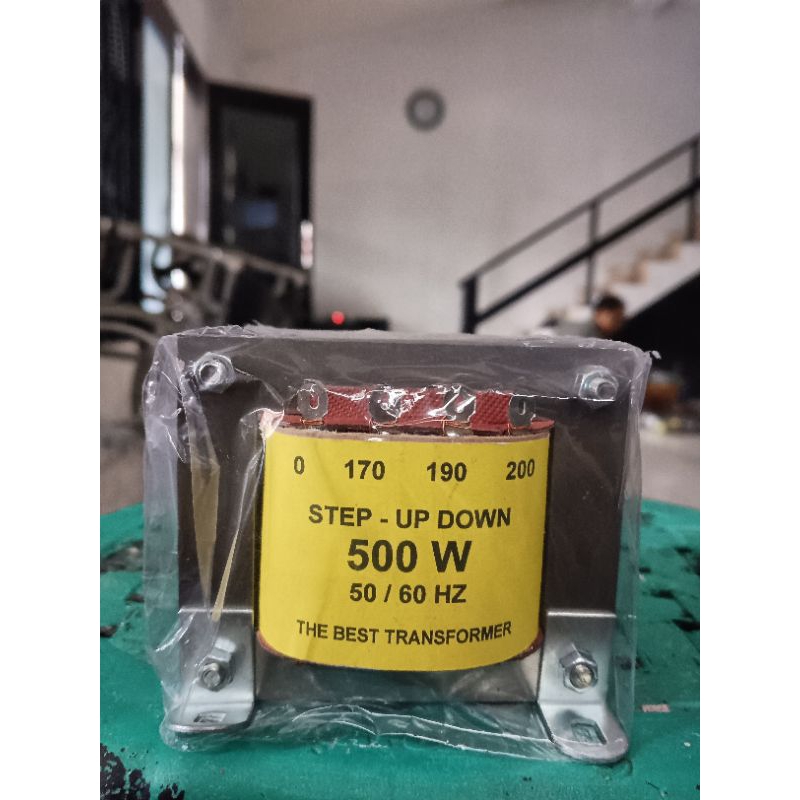 0 170 190 200
STEP - UP DOWN
500 W
50 / 60 HZ
THE BEST TRANSFORMER